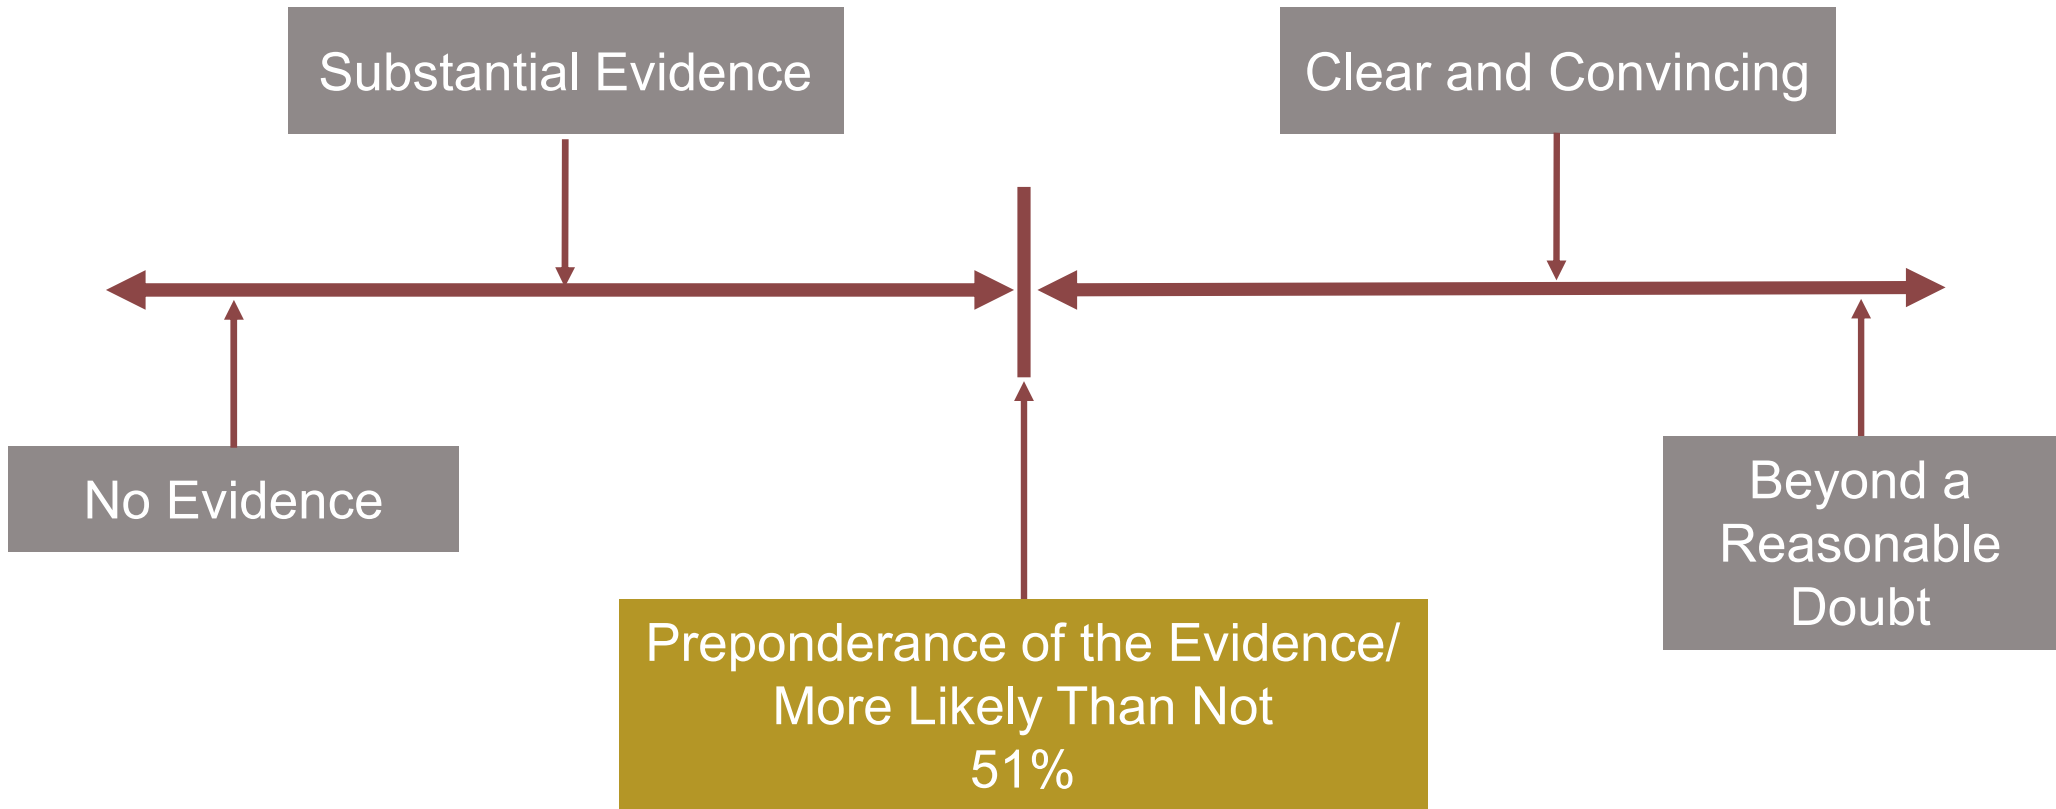 Substantial Evidence
Clear and Convincing
No Evidence
Beyond a
Reasonable
Doubt
Preponderance of the Evidence/
More Likely Than Not
51%